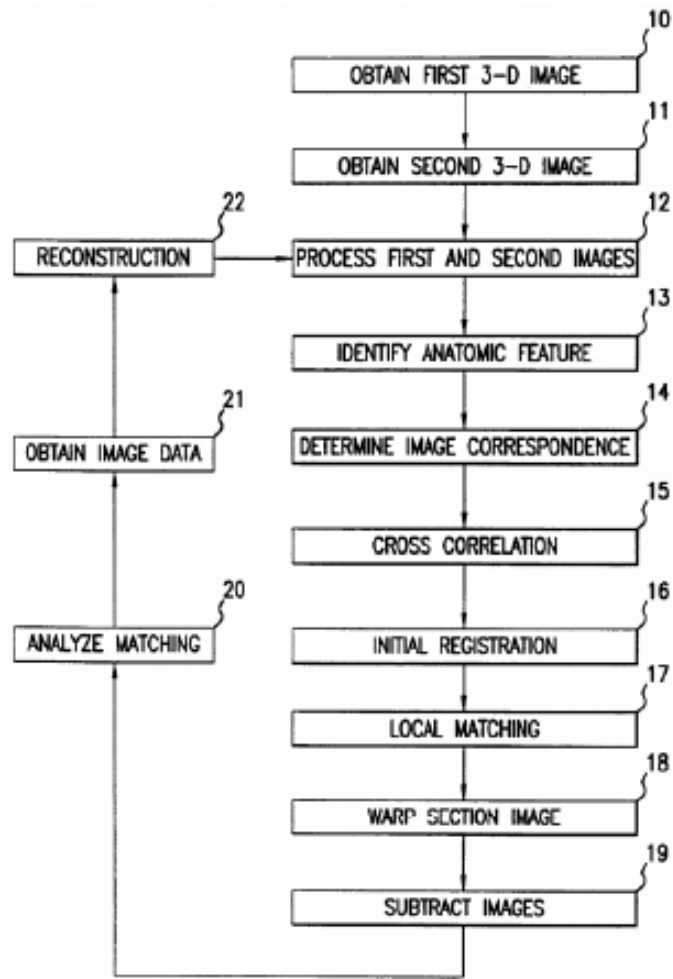 10
OBTAIN FIRST 3-D IMAGE
11
OBTAIN SECOND 3-D IMAGE
22
12
RECONSTRUCTION
PROCESS FIRST AND SECOND IMAGES
13
IDENTIFY ANATOMIC FEATURE
21
14
OBTAIN IMAGE DATA
DETERMINE IMAGE CORRESPONDENCE
15
CROSS CORRELATION
20
16
ANALYZE MATCHING
INITIAL REGISTRATION
17
LOCAL MATCHING
18
WARP SECTION IMAGE
19
SUBTRACT IMAGES